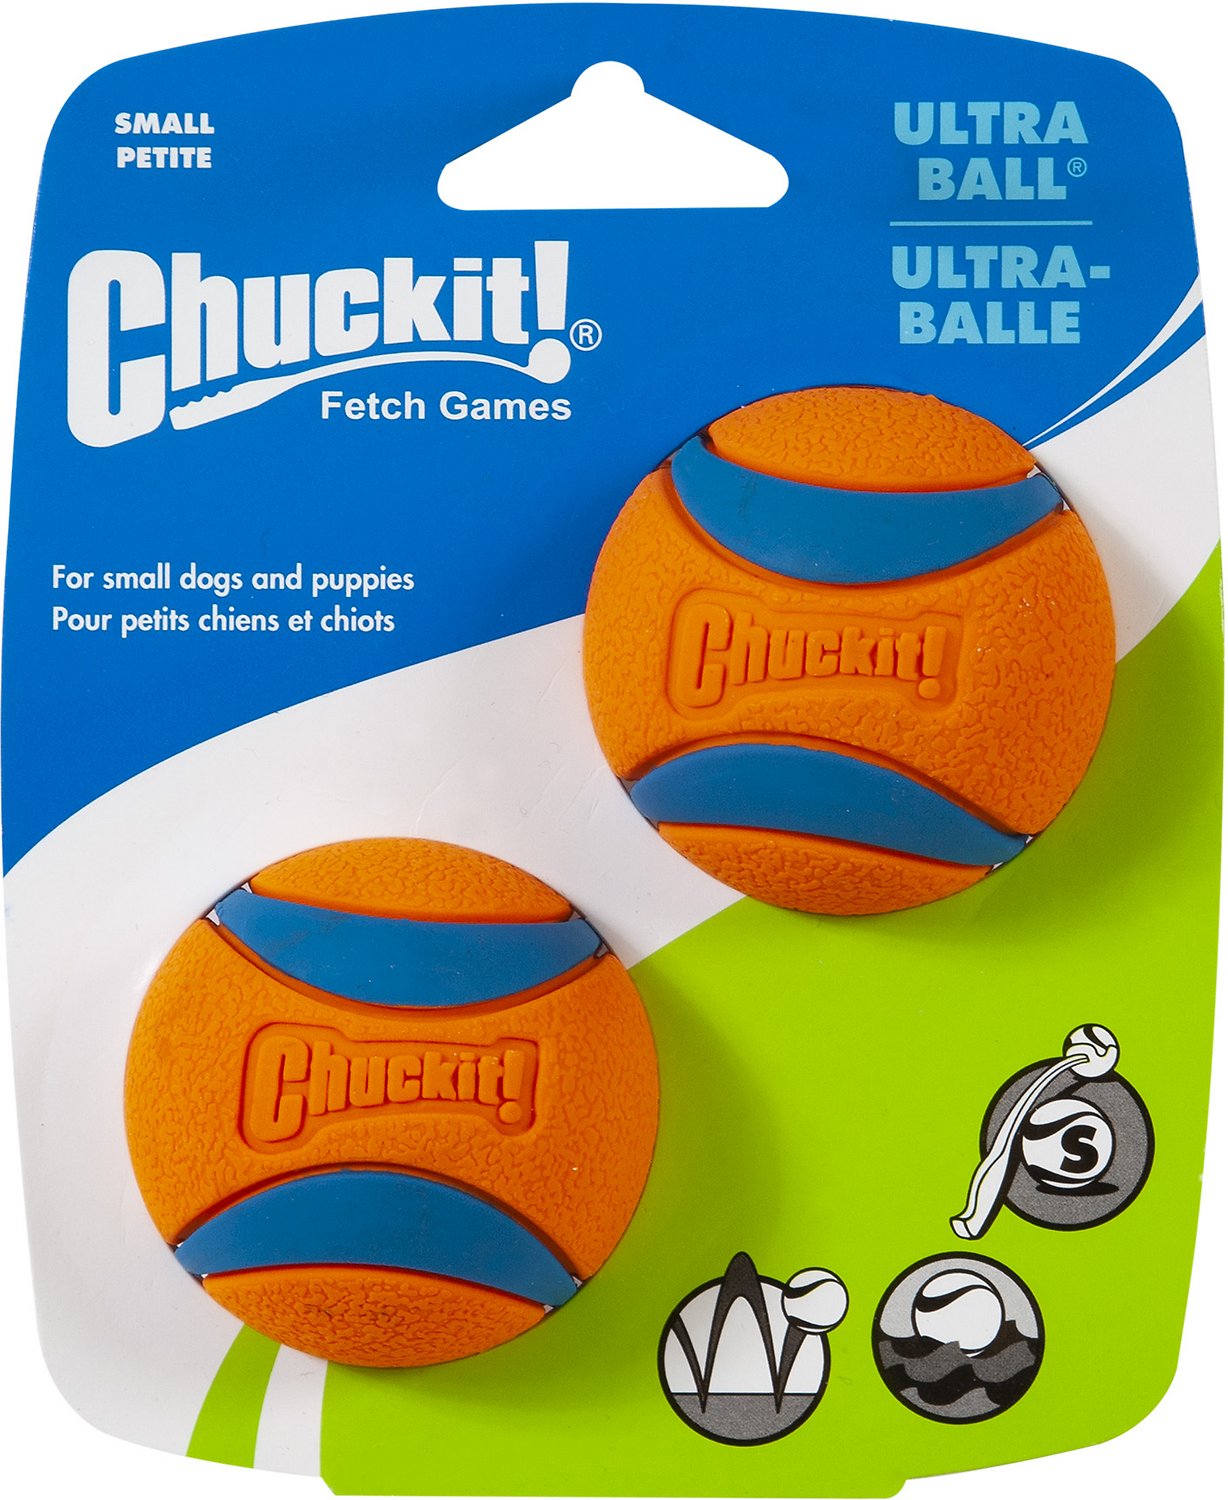 SMALL
PETITE
ULTRA
BALL®
ULTRA-
BALLE
Chuckit!®
Fetch Games
For small dogs and puppies
Pour petits chiens et chiots
Chuckit!
Chuckit!
S